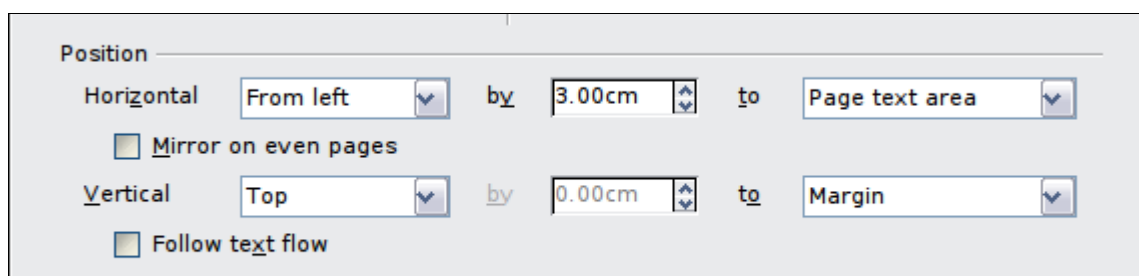 Position
Horizontal From left by 3.00cm to Page text area
Mirror on even pages
Vertical Top by 0.00cm to Margin
Follow text flow